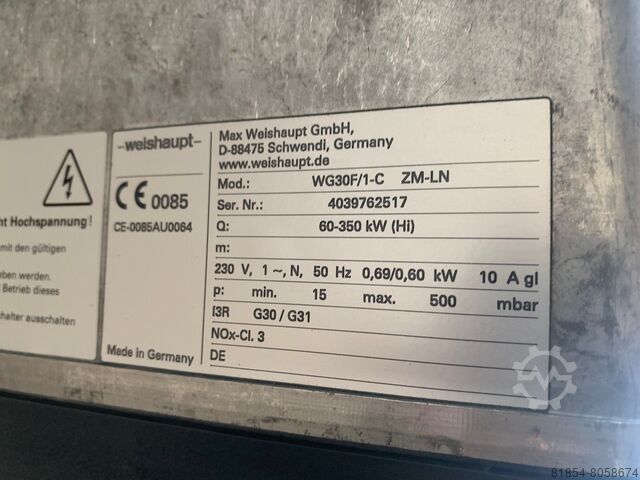 ht Hochspannung!
mit den gültigen
ben werden.
Betrieb dieses
chalter ausschalten
–weishaupt–
CE 0085
CE-0085AU0064
Made in Germany
Max Weishaupt GmbH,
D-88475 Schwendi, Germany
www.weishaupt.de
Mod.: WG30F/1-C ZM-LN
Ser. Nr.: 4039762517
Q: 60-350 kW (Hi)
m:
230 V, 1 ~, N, 50 Hz 0,69/0,60 kW 10 A gl
p: min. 15 max. 500 mbar
I3R G30 / G31
NOx-Cl. 3
DE
81854-8058674